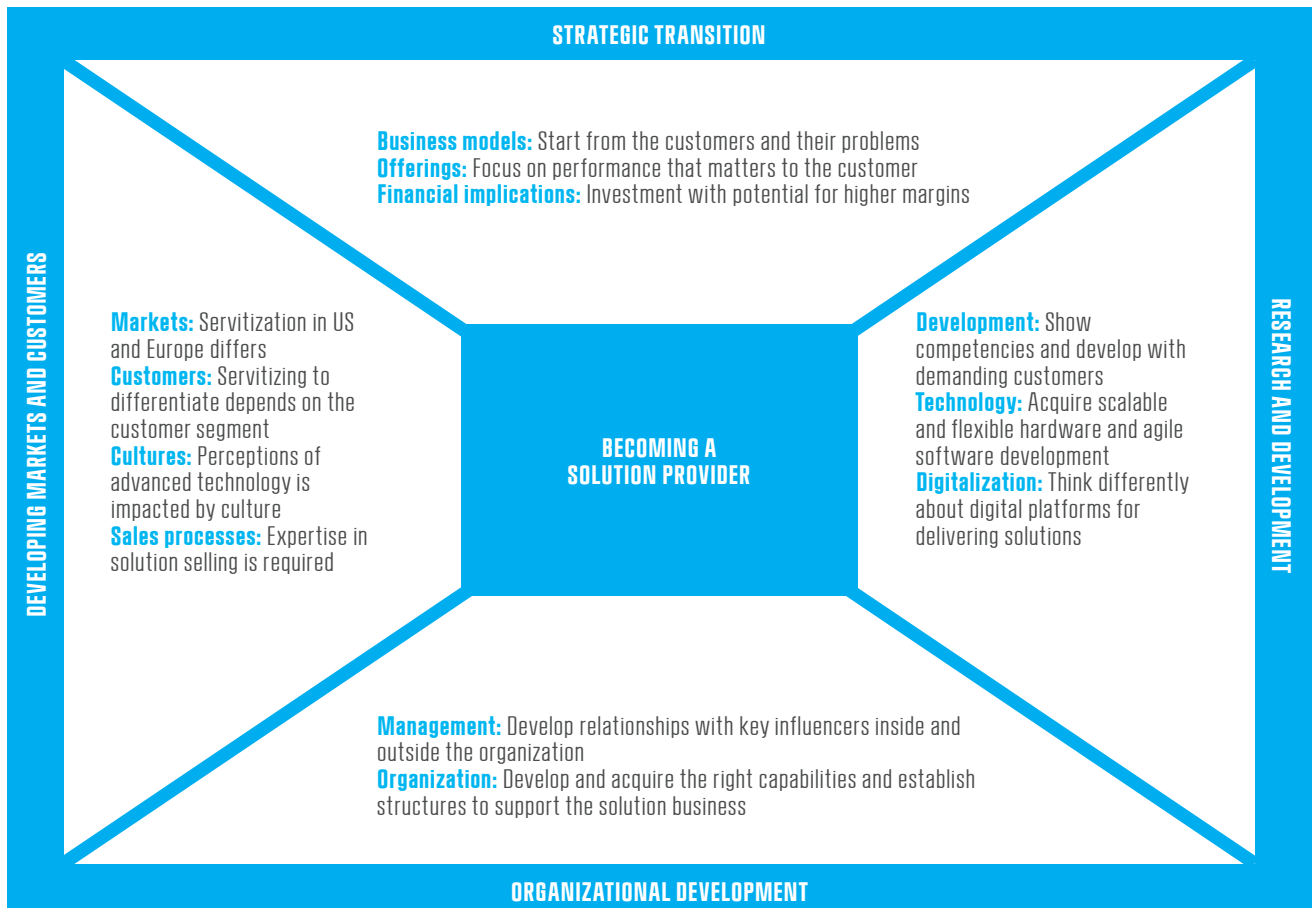 STRATEGIC TRANSITION
Business models: Start from the customers and their problems
Offerings: Focus on performance that matters to the customer
Financial implications: Investment with potential for higher margins
DEVELOPING MARKETS AND CUSTOMERS
Markets: Servitization in US
and Europe differs
Customers: Servitizing to
differentiate depends on the
customer segment
Cultures: Perceptions of
advanced technology is
impacted by culture
Sales processes: Expertise in
solution selling is required
BECOMING A
SOLUTION PROVIDER
Development: Show
competencies and develop with
demanding customers
Technology: Acquire scalable
and flexible hardware and agile
software development
Digitalization: Think differently
about digital platforms for
delivering solutions
RESEARCH AND DEVELOPMENT
Management: Develop relationships with key influencers inside and
outside the organization
Organization: Develop and acquire the right capabilities and establish
structures to support the solution business
ORGANIZATIONAL DEVELOPMENT